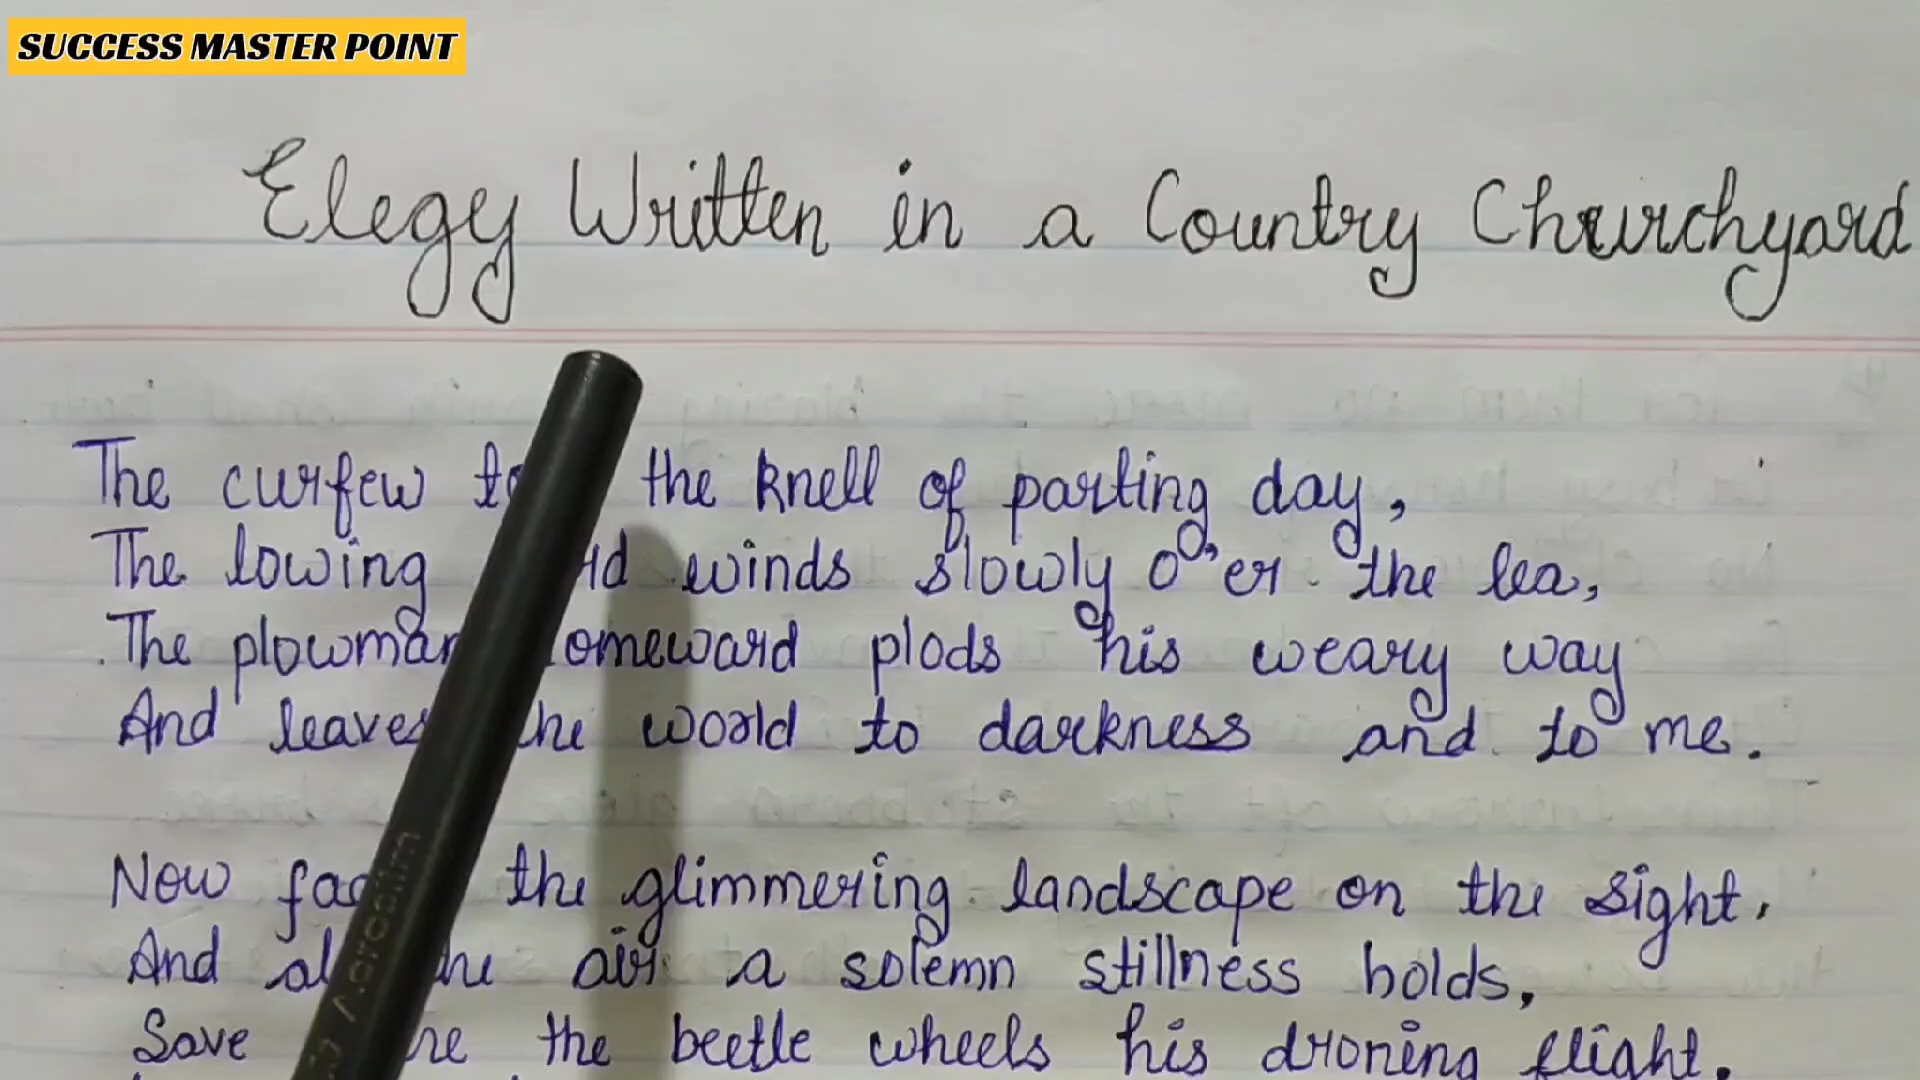 SUCCESS MASTER POINT
Elegy Written in a Country Churchyard
The curfew the knell of parting day,
The lowing winds slowly o'er the lea,
The plowman homeward plods his weary way
And leaves the world to darkness and to me.
Now the glimmering landscape on the sight.
And the air a solemn stillness holds,
Save the beetle wheels his droning flight.